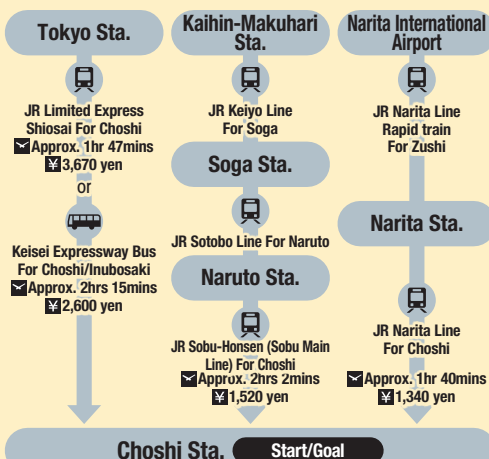 Tokyo Sta.
JR Limited Express
Shiosai For Choshi
Approx. 1hr 47mins
¥3,670 yen
or
Keisei Expressway Bus
For Choshi/Inubosaki
Approx. 2hrs 15mins
¥2,600 yen
Kaihin-Makuhari
Sta.
JR Keiyo Line
For Soga
Soga Sta.
JR Sotobo Line For Naruto
Naruto Sta.
JR Sobu-Honsen (Sobu Main
Line) For Choshi
Approx. 2hrs 2mins
¥1,520 yen
Narita International
Airport
JR Narita Line
Rapid train
For Zushi
Narita Sta.
JR Narita Line
For Choshi
Approx. 1hr 40mins
¥1,340 yen
Choshi Sta. Start/Goal